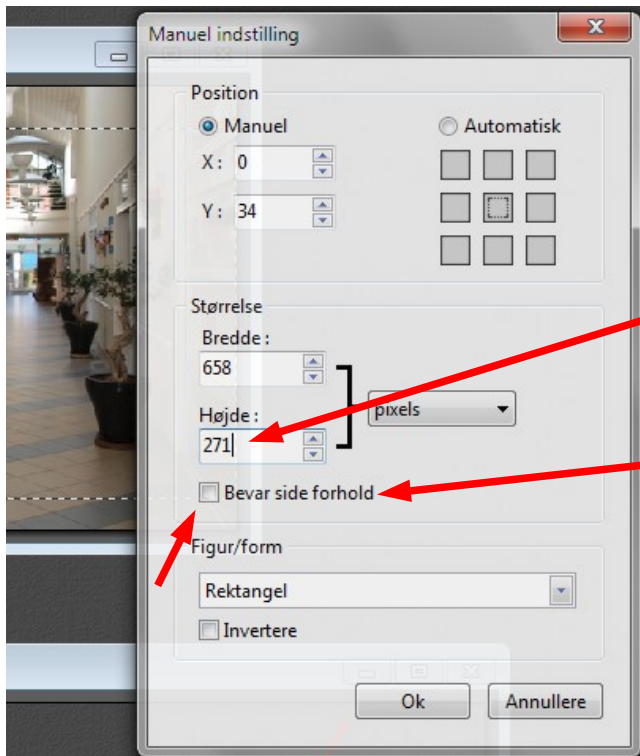 Manuel indstilling
Position
Manuel
Automatisk
X: 0
Y: 34
Størrelse
Bredde:
658
Højde:
271
pixels
Bevar side forhold
Figur/form
Rektangel
Invertere
Ok
Annullere